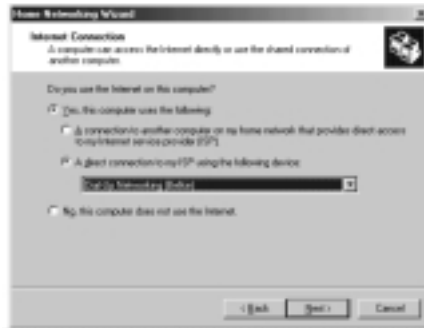 Home Networking Wizard
Internet Connection
A computer can access the Internet directly or use the shared connection of
another computer.
Do you use the Internet on this computer?
Yes, this computer uses the following:
A connection to another computer on my home network that provides direct access
to my Internet service provider (ISP).
A direct connection to my ISP using the following device:
Dial-Up Networking
No, this computer does not use the Internet.
< Back
Next >
Cancel